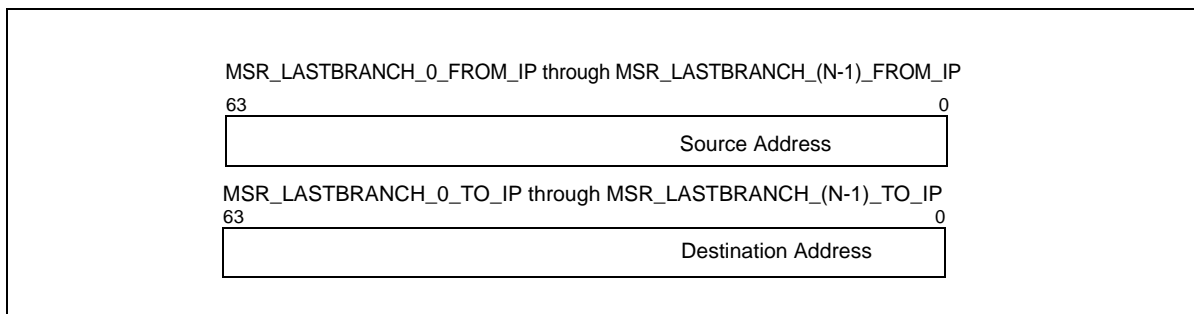 MSR_LASTBRANCH_0_FROM_IP through MSR_LASTBRANCH_(N-1)_FROM_IP
63 0
Source Address
MSR_LASTBRANCH_0_TO_IP through MSR_LASTBRANCH_(N-1)_TO_IP
63 0
Destination Address